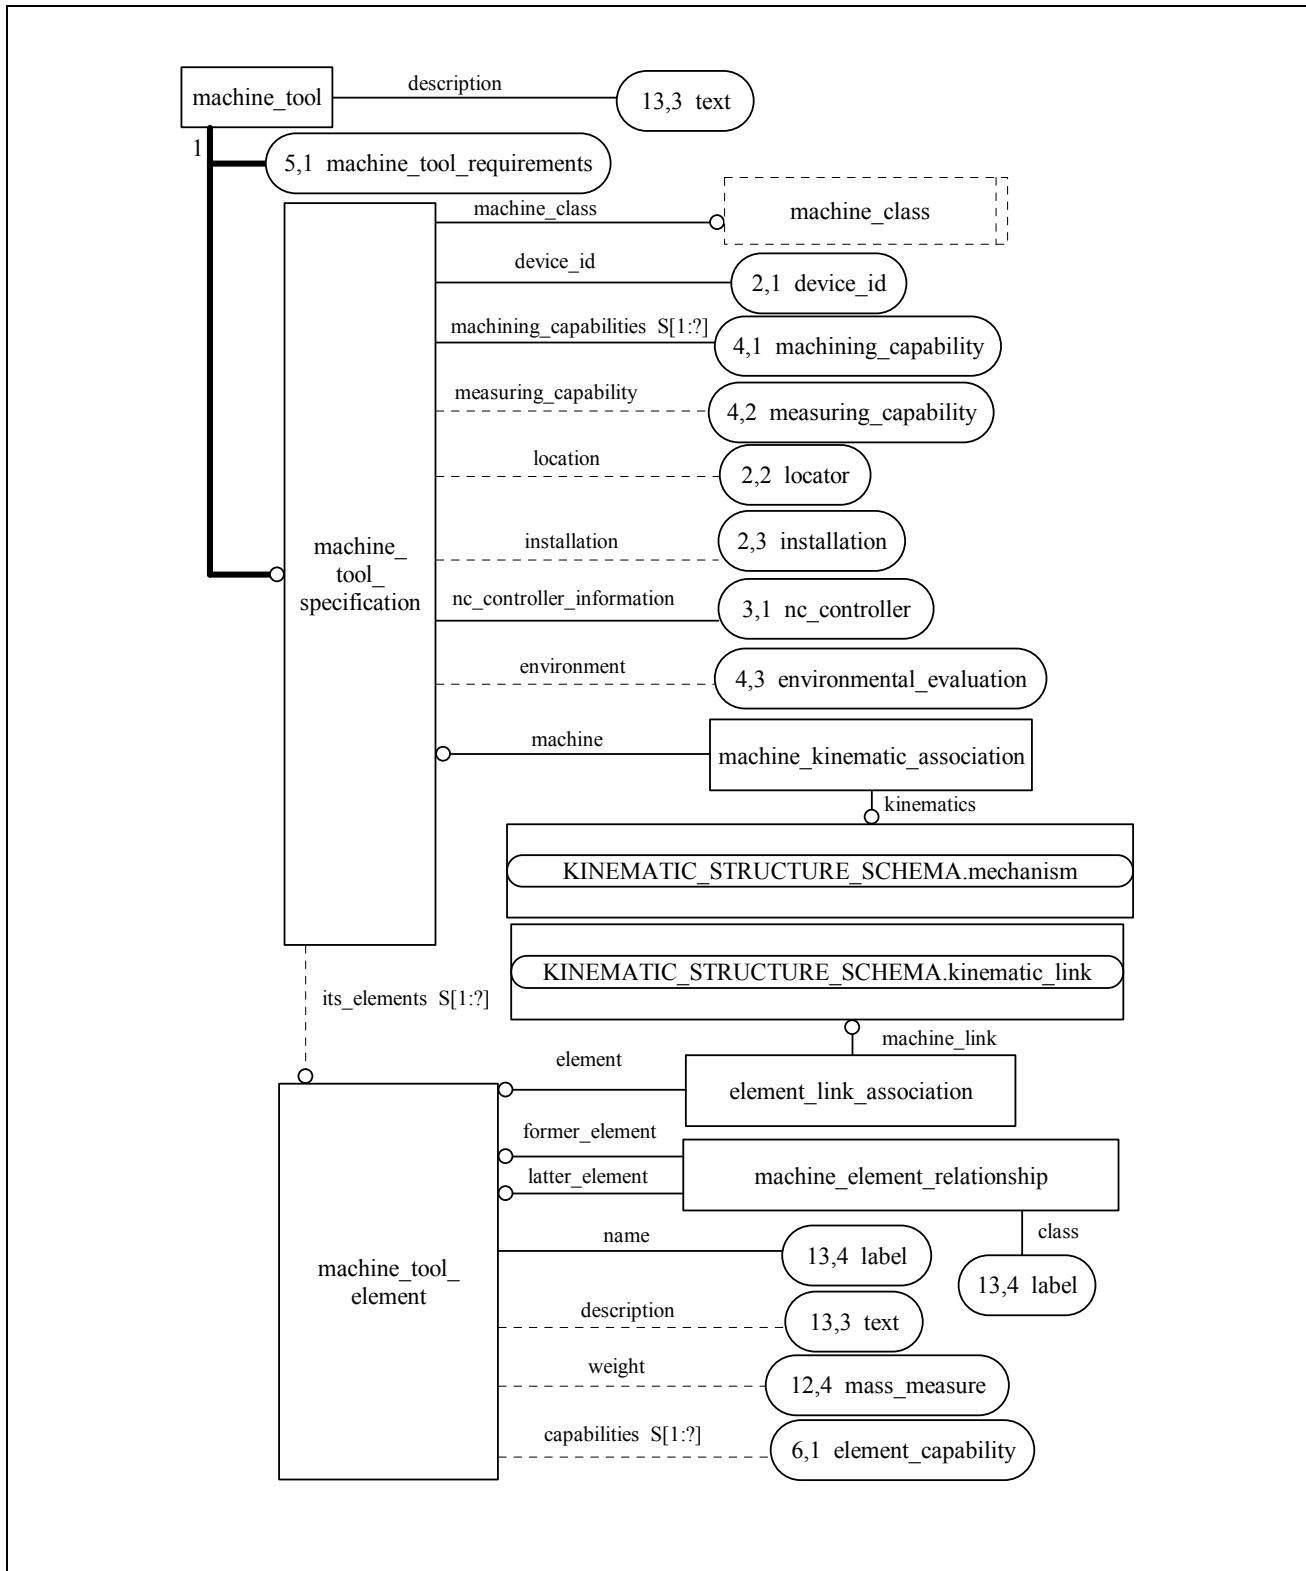 machine_tool
description
13,3 text
1
5,1 machine_tool_requirements
machine_class
machine_class
device_id
2,1 device_id
machining_capabilities S[1:?]
4,1 machining_capability
measuring_capability
4,2 measuring_capability
location
2,2 locator
machine_
tool_
specification
installation
2,3 installation
nc_controller_information
3,1 nc_controller
environment
4,3 environmental_evaluation
machine
machine_kinematic_association
kinematics
KINEMATIC_STRUCTURE_SCHEMA.mechanism
KINEMATIC_STRUCTURE_SCHEMA.kinematic_link
its_elements S[1:?]
machine_link
element
element_link_association
former_element
latter_element
machine_element_relationship
class
13,4 label
machine_tool_
element
name
13,4 label
description
13,3 text
weight
12,4 mass_measure
capabilities S[1:?]
6,1 element_capability